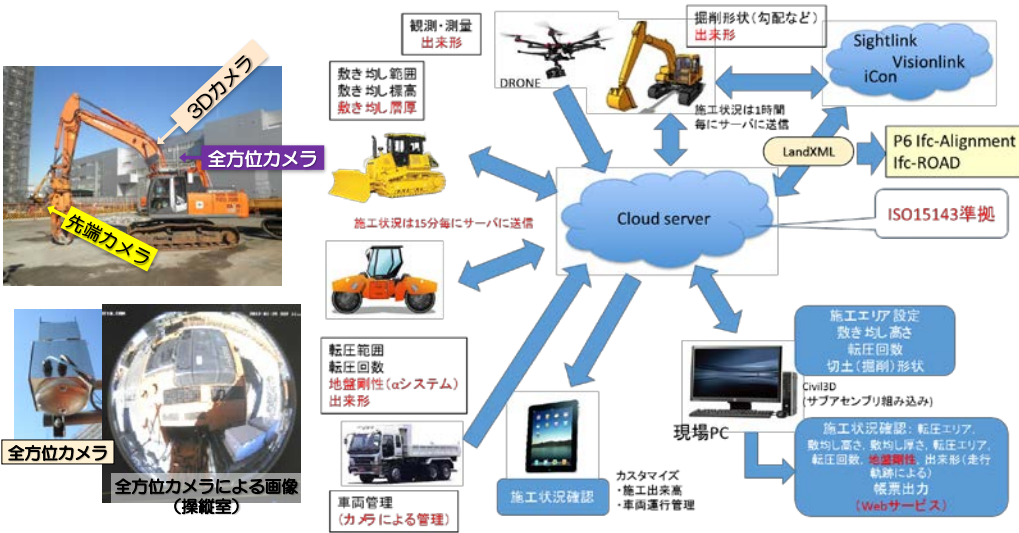 3Dカメラ
全方位カメラ
先端カメラ
全方位カメラ
全方位カメラによる画像
(操縦室)
観測・測量
出来形
DRONE
掘削形状(勾配など)
出来形
Sightlink
Visionlink
iCon
敷き均し範囲
敷き均し標高
敷き均し層厚
施工状況は1時間
毎にサーバに送信
LandXML
P6 Ifc-Alignment
Ifc-ROAD
Cloud server
ISO15143準拠
施工状況は15分毎にサーバに送信
転圧範囲
転圧回数
地盤剛性(αシステム)
出来形
車両管理
(カメラによる管理)
施工状況確認
カスタマイズ
・施工出来高
・車両運行管理
施工エリア設定
敷き均し高さ
転圧回数
切土(掘削)形状
Civil3D
(サブアセンブリ組み込み)
現場PC
施工状況確認: 転圧エリア,
敷均し高さ, 敷均し厚さ, 転圧エリア,
転圧回数, 地盤剛性, 出来形(走行
軌跡による)
帳票出力
(Webサービス)